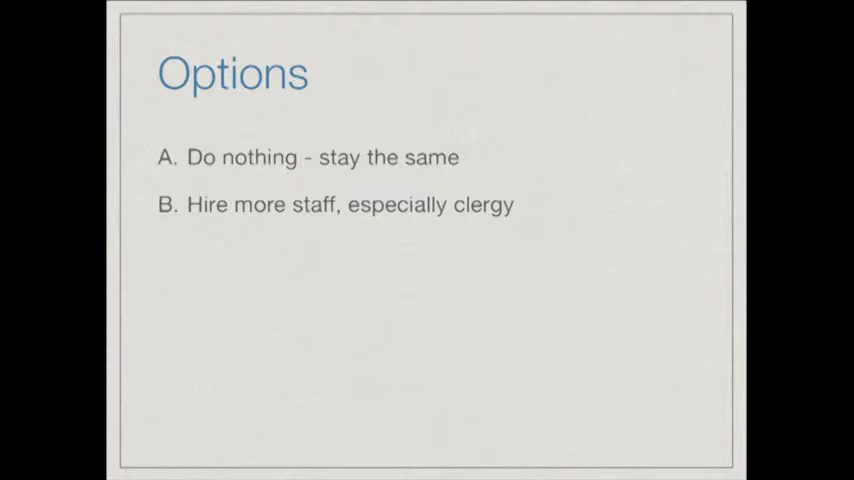 Options
A. Do nothing - stay the same
B. Hire more staff, especially clergy